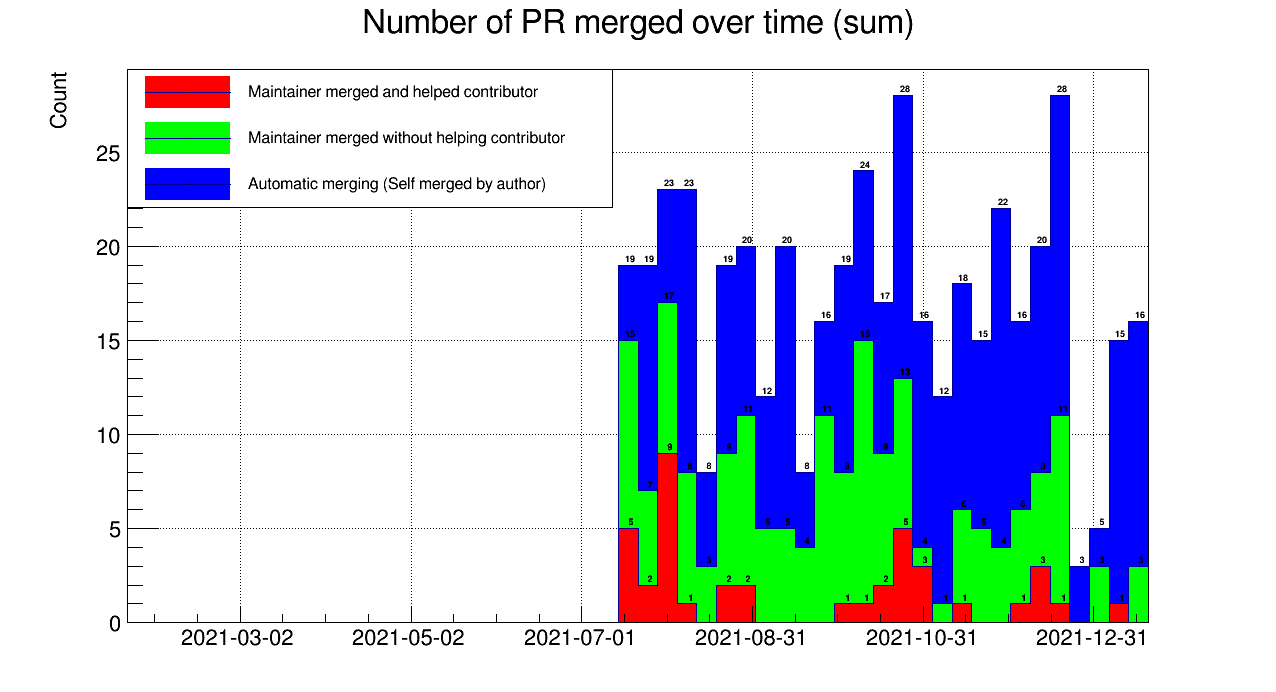 Number of PR merged over time (sum)
Count
Maintainer merged and helped contributor
Maintainer merged without helping contributor
Automatic merging (Self merged by author)
25
20
15
10
5
0
28 28
24
23 23
22
20 20 20
19 19 19 19
18
17 17
16 16 16 16
15 15 15 15
13
12 12
11 11 11
9
8 8
7
6 6
5 5 5 5 5 5
4 4 4
3 3 3 3 3 3
2 2 2 2
1 1 1 1 1 1 1 1
2021-03-02 2021-05-02 2021-07-01 2021-08-31 2021-10-31 2021-12-31